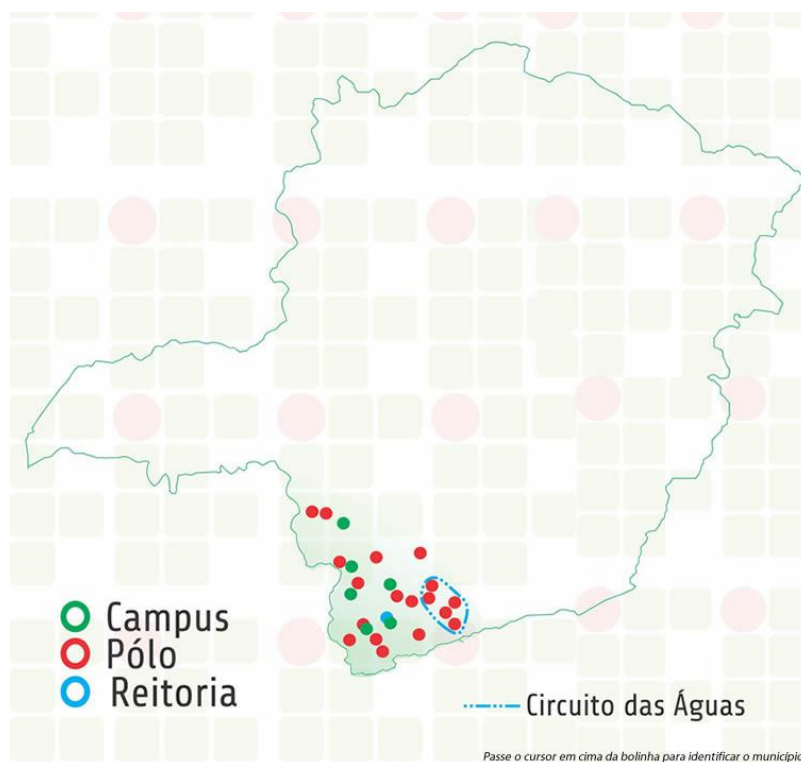 Campus
Pólo
Reitoria
Circuito das Águas
Passe o cursor em cima da bolinha para identificar o município